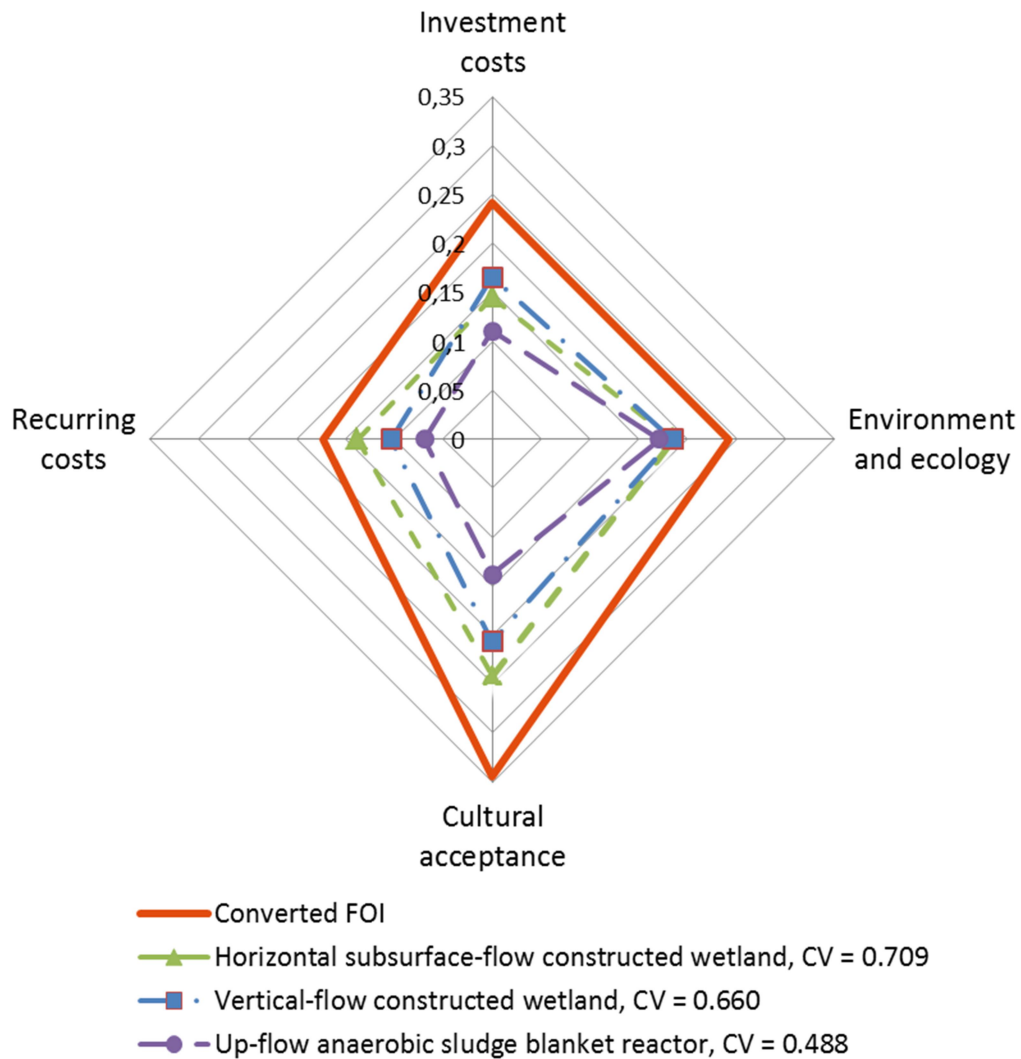 Investment
costs
0,35
0,3
0,25
0,2
0,15
0,1
0,05
0
Recurring
costs
Environment
and ecology
Cultural
acceptance
Converted FOI
Horizontal subsurface-flow constructed wetland, CV = 0.709
Vertical-flow constructed wetland, CV = 0.660
Up-flow anaerobic sludge blanket reactor, CV = 0.488